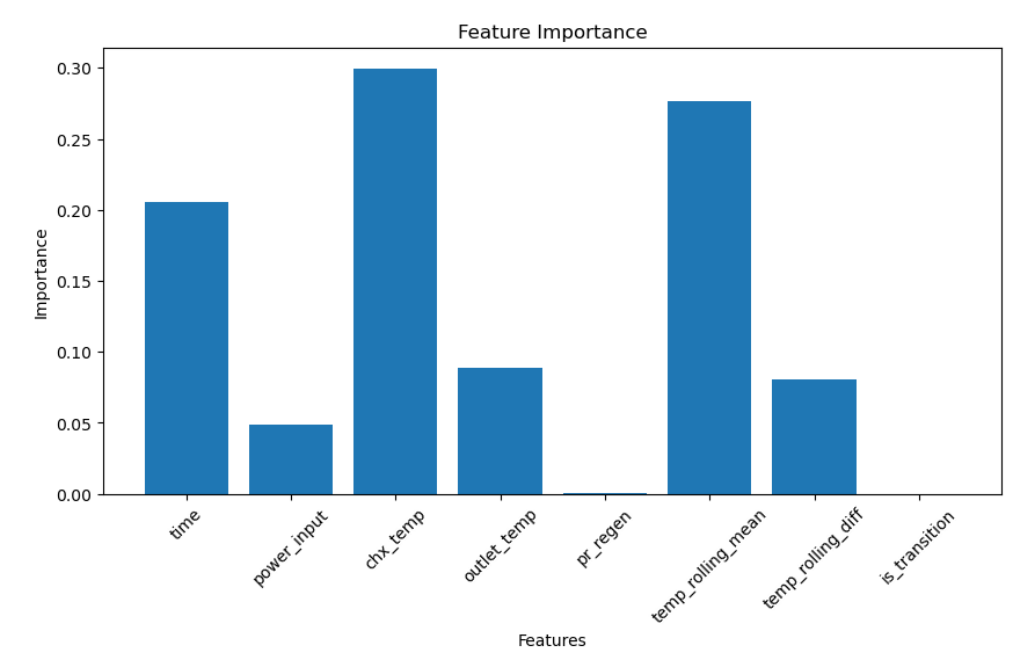 Feature Importance
Importance
0.30
0.25
0.20
0.15
0.10
0.05
0.00
time
power_input
chx_temp
outlet_temp
pr_regen
temp_rolling_mean
temp_rolling_diff
is_transition
Features